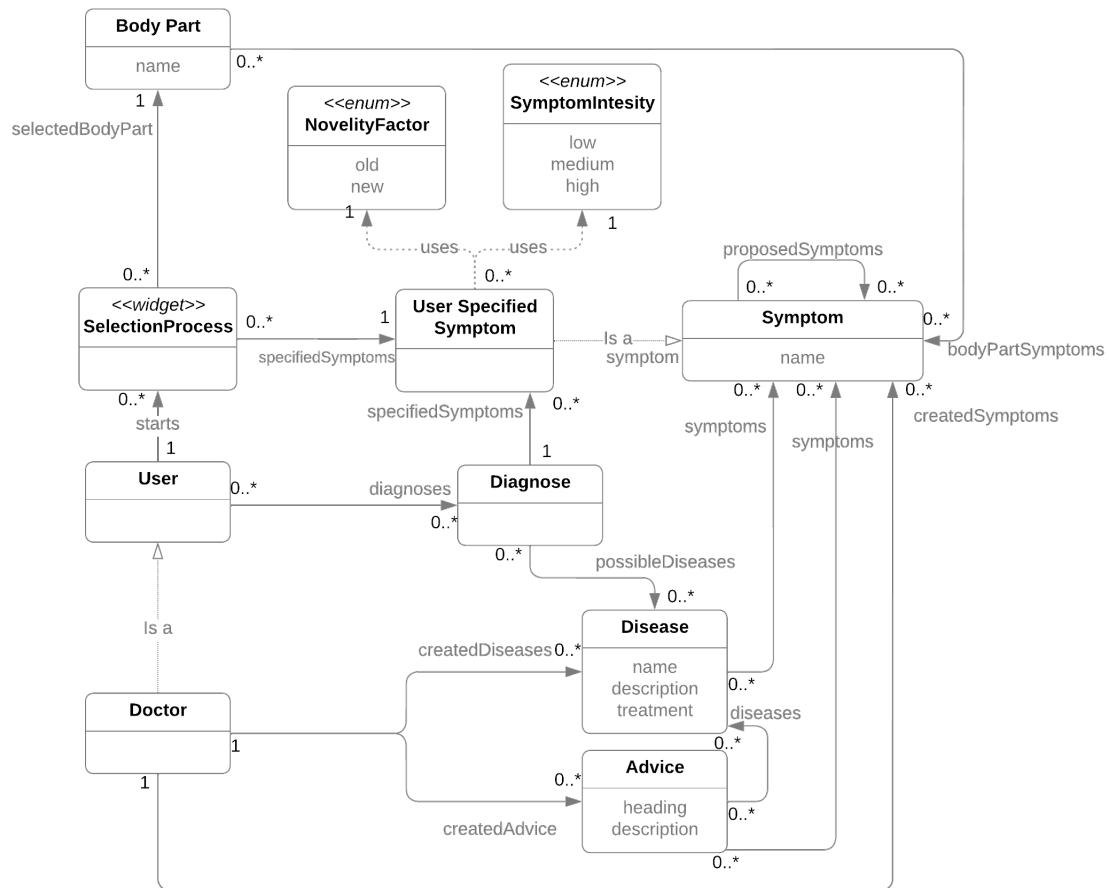 Body Part
name
0..*
1
selectedBodyPart
<<enum>>
NovelityFactor
old
new
1
<<enum>>
SymptomIntesity
low
medium
high
1
uses
uses
0..*
0..*
<<widget>>
SelectionProcess
0..*
1
specifiedSymptoms
User Specified
Symptom
Is a
symptom
proposedSymptoms
0..*
0..*
Symptom
name
0..*
bodyPartSymptoms
0..*
starts
1
specifiedSymptoms
0..*
1
0..*
0..*
0..*
symptoms
symptoms
createdSymptoms
User
0..*
diagnoses
0..*
Diagnose
0..*
possibleDiseases
0..*
Is a
createdDiseases
0..*
Disease
name
description
treatment
0..*
diseases
0..*
Doctor
1
1
0..*
createdAdvice
Advice
heading
description
0..*
0..*